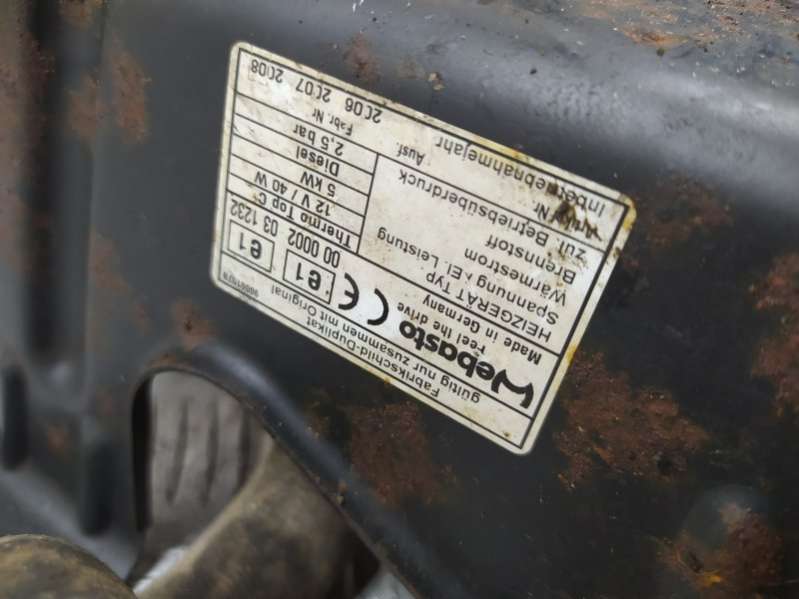 Fabrikschild-Duplikat
gültig nur zusammen mit Original
Webasto
Feel the drive
Made in Germany
CE e1 e1
00 0002 03 1232
HEIZGERÄT TYP Thermo Top C
Spannung, El. Leistung 12 V / 40 W
Wärmestrom 5 kW
Brennstoff Diesel
zul. Betriebsüberdruck 2,5 bar
Nr. Ausf. Fabr. Nr
Inbetriebnahmejahr 2006 2007 2008